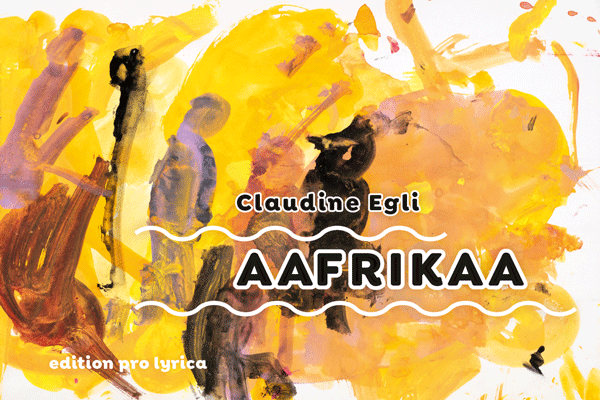 Claudine Egli
AAFRIKAA
edition pro lyrica